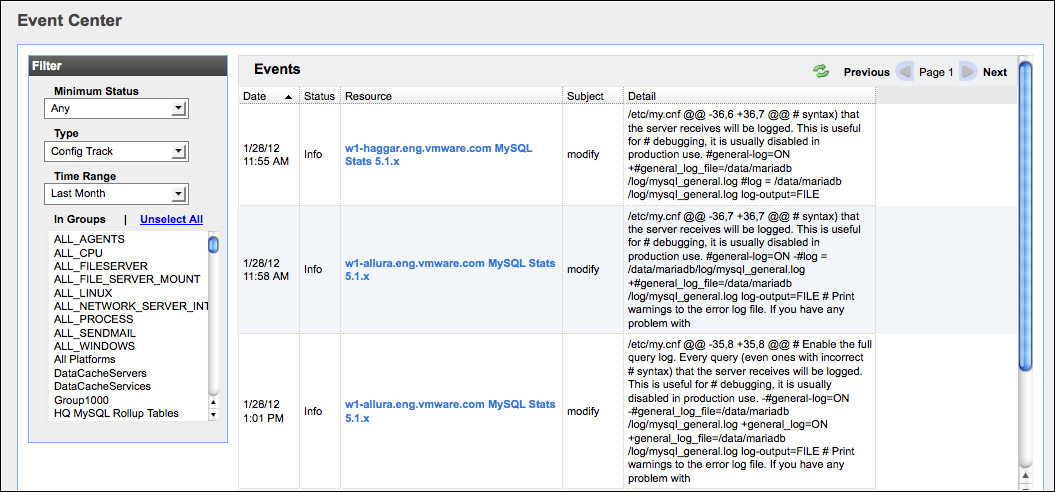 Event Center
Filter
Minimum Status
Any
Type
Config Track
Time Range
Last Month
In Groups | Unselect All
ALL_AGENTS
ALL_CPU
ALL_FILESERVER
ALL_FILE_SERVER_MOUNT
ALL_LINUX
ALL_NETWORK_SERVER_INT
ALL_PROCESS
ALL_SENDMAIL
ALL_WINDOWS
All Platforms
DataCacheServers
DataCacheServices
Group1000
HQ MySQL Rollup Tables
Events
Previous Page 1 Next
Date Status Resource Subject Detail
1/28/12
11:55 AM
Info
w1-haggar.eng.vmware.com MySQL
Stats 5.1.x
modify
/etc/my.cnf @@ -36,6 +36,7 @@ # syntax) that
the server receives will be logged. This is useful
for # debugging, it is usually disabled in
production use. #general-log=ON
+#general_log_file=/data/mariadb
/log/mysql_general.log #log = /data/mariadb
/log/mysql_general.log log-output=FILE
1/28/12
11:58 AM
Info
w1-allura.eng.vmware.com MySQL Stats
5.1.x
modify
/etc/my.cnf @@ -36,7 +36,7 @@ # syntax) that
the server receives will be logged. This is useful
for # debugging, it is usually disabled in
production use. #general-log=ON -#log =
/data/mariadb/log/mysql_general.log
+#general_log_file=/data/mariadb
/log/mysql_general.log log-output=FILE # Print
warnings to the error log file. If you have any
problem with
1/28/12
1:01 PM
Info
w1-allura.eng.vmware.com MySQL Stats
5.1.x
modify
/etc/my.cnf @@ -35,8 +35,8 @@ # Enable the full
query log. Every query (even ones with incorrect
# syntax) that the server receives will be logged.
This is useful for # debugging, it is usually
disabled in production use. -#general-log=ON
-#general_log_file=/data/mariadb
/log/mysql_general.log +general_log=ON
+general_log_file=/data/mariadb
/log/mysql_general.log log-output=FILE # Print
warnings to the error log file. If you have any
problem with